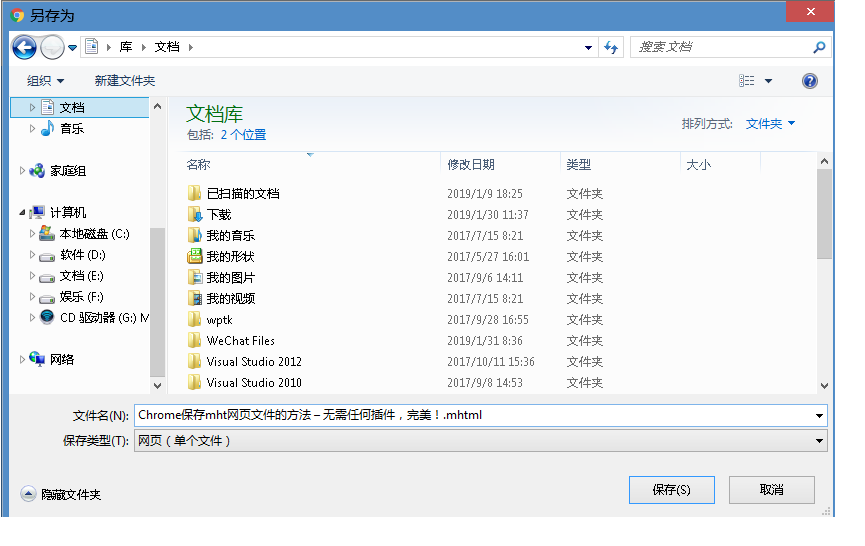 另存为
库 文档
搜索 文档
组织 新建文件夹
文档
音乐
家庭组
计算机
本地磁盘 (C:)
软件 (D:)
文档 (E:)
娱乐 (F:)
CD 驱动器 (G:) M
网络
文档库
包括: 2 个位置
排列方式: 文件夹
名称 修改日期 类型 大小
已扫描的文档 2019/1/9 18:25 文件夹
下载 2019/1/30 11:37 文件夹
我的音乐 2017/7/15 8:21 文件夹
我的形状 2017/5/27 16:01 文件夹
我的图片 2017/9/6 14:11 文件夹
我的视频 2017/7/15 8:21 文件夹
wptk 2017/9/28 16:55 文件夹
WeChat Files 2019/1/31 8:36 文件夹
Visual Studio 2012 2017/10/11 15:36 文件夹
Visual Studio 2010 2017/9/8 14:53 文件夹
文件名(N): Chrome保存mht网页文件的方法 – 无需任何插件，完美！.mhtml
保存类型(T): 网页（单个文件）
隐藏文件夹 保存(S) 取消